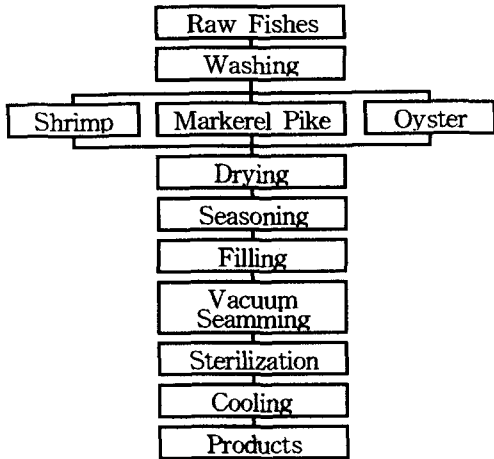 Raw Fishes
Washing
Shrimp
Markerel Pike
Oyster
Drying
Seasoning
Filling
Vacuum
Seamming
Sterilization
Cooling
Products